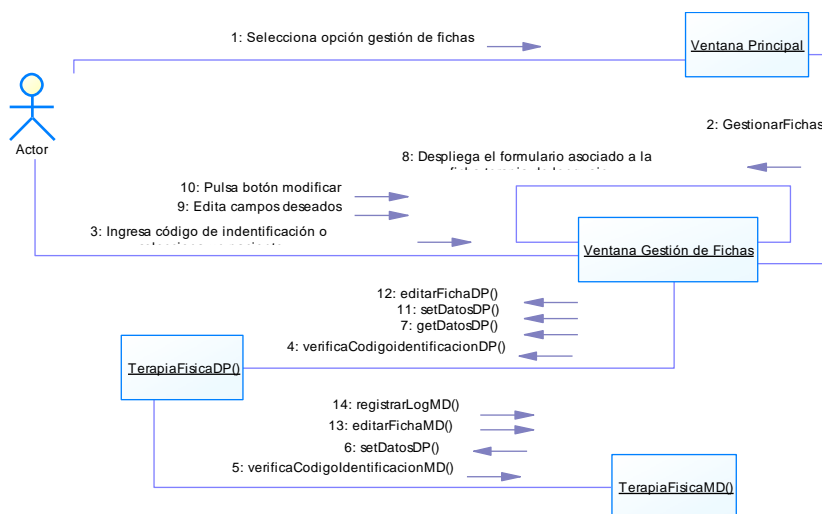 1: Selecciona opción gestión de fichas
Ventana Principal
Actor
2: GestionarFichas
8: Despliega el formulario asociado a la
10: Pulsa botón modificar
9: Edita campos deseados
3: Ingresa código de indentificación o
Ventana Gestión de Fichas
12: editarFichaDP()
11: setDatosDP()
7: getDatosDP()
4: verificaCodigoidentificacionDP()
TerapiaFisicaDP()
14: registrarLogMD()
13: editarFichaMD()
6: setDatosDP()
5: verificaCodigoIdentificacionMD()
TerapiaFisicaMD()